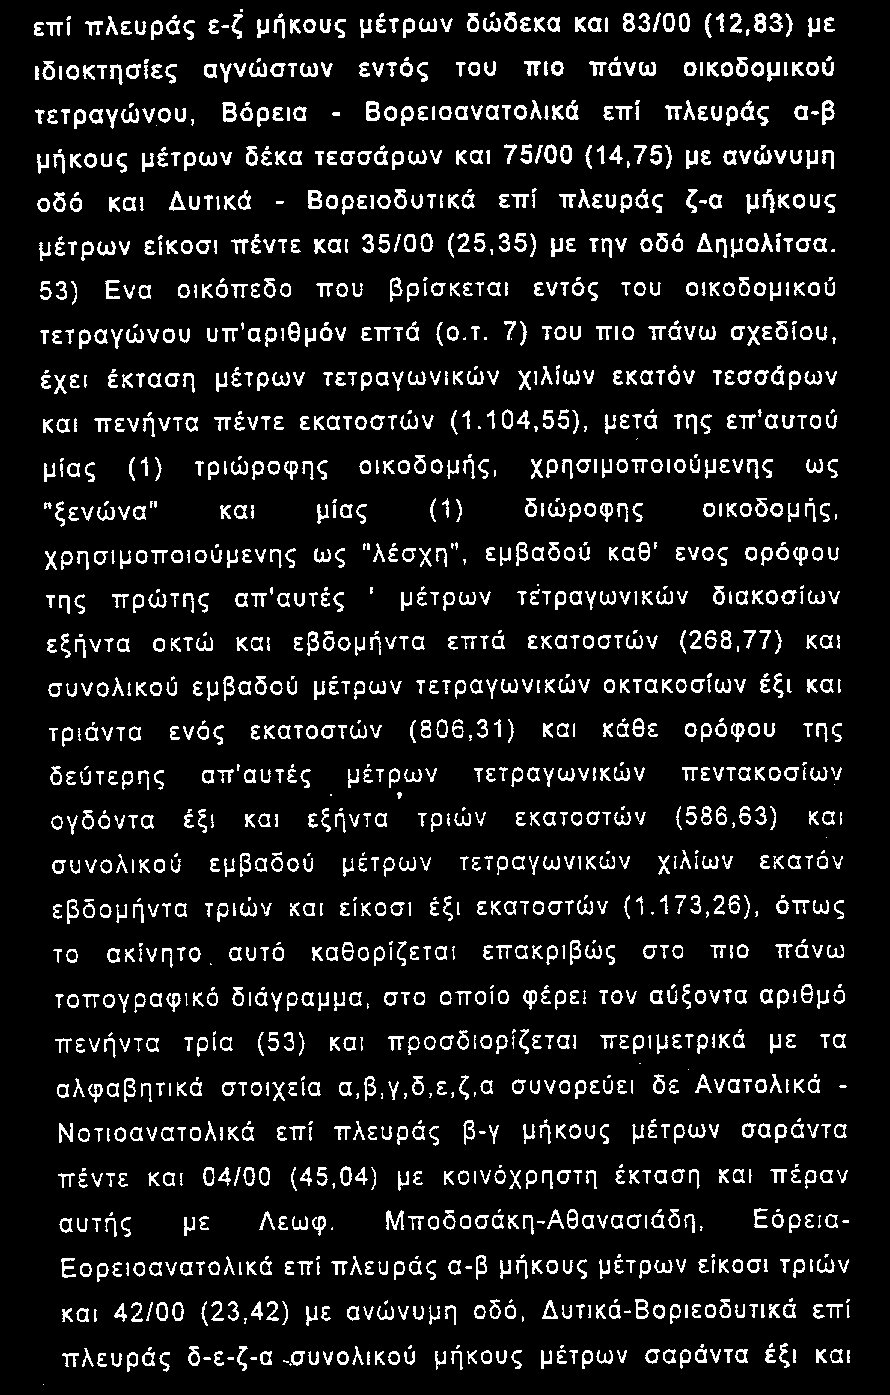 επί πλευράς ε-ζ μήκους μέτρων δώδεκα και 83/00 (12,83) με
ιδιοκτησίες αγνώστων εντός του πιο πάνω οικοδομικού
τετραγώνου, Βόρεια - Βορειοανατολικά επί πλευράς α-β
μήκους μέτρων δέκα τεσσάρων και 75/00 (14,75) με ανώνυμη
οδό και Δυτικά - Βορειοδυτικά επί πλευράς ζ-α μήκους
μέτρων είκοσι πέντε και 35/00 (25,35) με την οδό Δημολίτσα.
53) Ενα οικόπεδο που βρίσκεται εντός του οικοδομικού
τετραγώνου υπ'αριθμόν επτά (ο.τ. 7) του πιο πάνω σχεδίου,
έχει έκταση μέτρων τετραγωνικών χιλίων εκατόν τεσσάρων
και πενήντα πέντε εκατοστών (1.104,55), μετά της επ'αυτού
μίας (1) τριώροφης οικοδομής, χρησιμοποιούμενης ως
"ξενώνα" και μίας (1) διώροφης οικοδομής,
χρησιμοποιούμενης ως "λέσχη", εμβαδού καθ' ενος ορόφου
της πρώτης απ'αυτές ' μέτρων τετραγωνικών διακοσίων
εξήντα οκτώ και εβδομήντα επτά εκατοστών (268,77) και
συνολικού εμβαδού μέτρων τετραγωνικών οκτακοσίων έξι και
τριάντα ενός εκατοστών (806,31) και κάθε ορόφου της
δεύτερης απ'αυτές μέτρων τετραγωνικών πεντακοσίων
ογδόντα έξι και εξήντα τριών εκατοστών (586,63) και
συνολικού εμβαδού μέτρων τετραγωνικών χιλίων εκατόν
εβδομήντα τριών και είκοσι έξι εκατοστών (1.173,26), όπως
το ακίνητο αυτό καθορίζεται επακριβώς στο πιο πάνω
τοπογραφικό διάγραμμα, στο οποίο φέρει τον αύξοντα αριθμό
πενήντα τρία (53) και προσδιορίζεται περιμετρικά με τα
αλφαβητικά στοιχεία α,β,γ,δ,ε,ζ,α συνορεύει δε Ανατολικά -
Νοτιοανατολικά επί πλευράς β-γ μήκους μέτρων σαράντα
πέντε και 04/00 (45,04) με κοινόχρηστη έκταση και πέραν
αυτής με Λεωφ. Μποδοσάκη-Αθανασιάδη, Εόρεια-
Εορειοανατολικά επί πλευράς α-β μήκους μέτρων είκοσι τριών
και 42/00 (23,42) με ανώνυμη οδό, Δυτικά-Βοριεοδυτικά επί
πλευράς δ-ε-ζ-α συνολικού μήκους μέτρων σαράντα έξι και